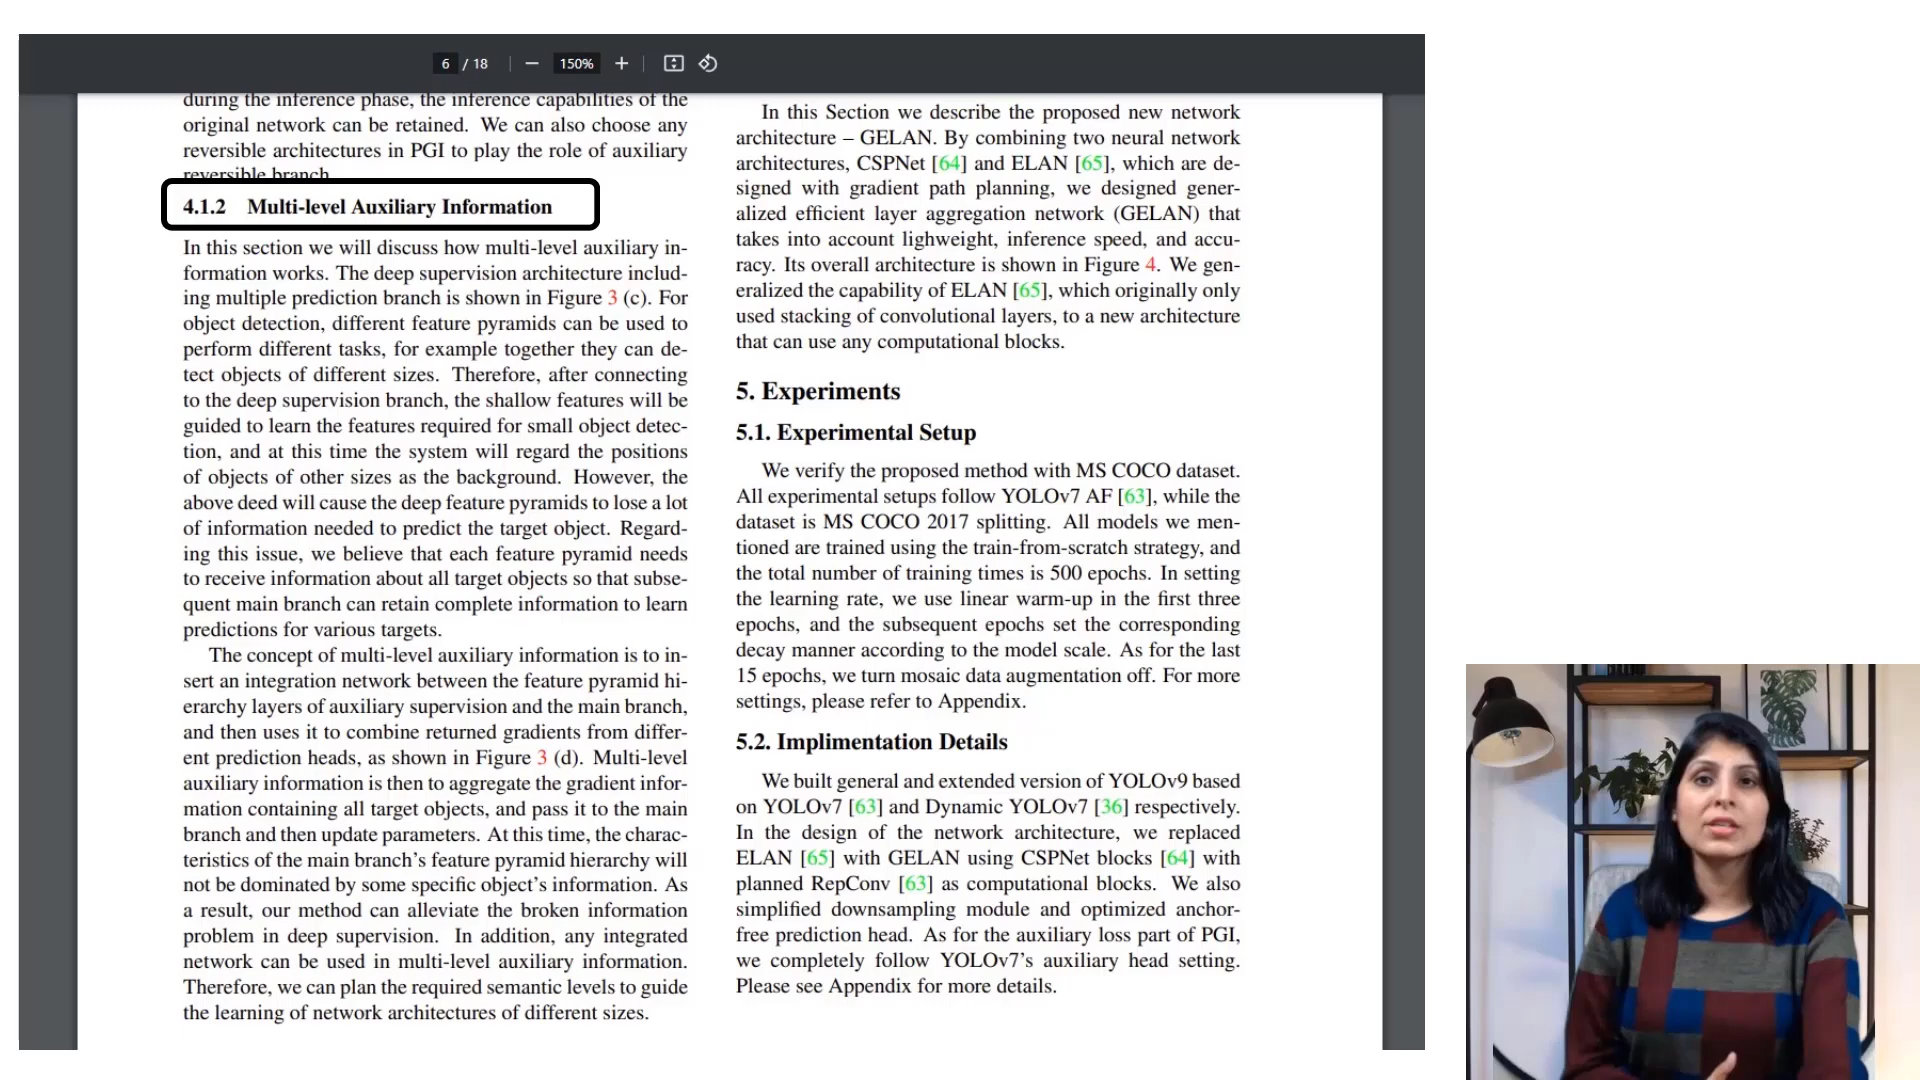 6 / 18 — 150% +
during the inference phase, the inference capabilities of the
original network can be retained. We can also choose any
reversible architectures in PGI to play the role of auxiliary
reversible branch.
4.1.2 Multi-level Auxiliary Information
In this section we will discuss how multi-level auxiliary in-
formation works. The deep supervision architecture includ-
ing multiple prediction branch is shown in Figure 3 (c). For
object detection, different feature pyramids can be used to
perform different tasks, for example together they can de-
tect objects of different sizes. Therefore, after connecting
to the deep supervision branch, the shallow features will be
guided to learn the features required for small object detec-
tion, and at this time the system will regard the positions
of objects of other sizes as the background. However, the
above deed will cause the deep feature pyramids to lose a lot
of information needed to predict the target object. Regard-
ing this issue, we believe that each feature pyramid needs
to receive information about all target objects so that subse-
quent main branch can retain complete information to learn
predictions for various targets.
The concept of multi-level auxiliary information is to in-
sert an integration network between the feature pyramid hi-
erarchy layers of auxiliary supervision and the main branch,
and then uses it to combine returned gradients from differ-
ent prediction heads, as shown in Figure 3 (d). Multi-level
auxiliary information is then to aggregate the gradient infor-
mation containing all target objects, and pass it to the main
branch and then update parameters. At this time, the charac-
teristics of the main branch's feature pyramid hierarchy will
not be dominated by some specific object's information. As
a result, our method can alleviate the broken information
problem in deep supervision. In addition, any integrated
network can be used in multi-level auxiliary information.
Therefore, we can plan the required semantic levels to guide
the learning of network architectures of different sizes.
In this Section we describe the proposed new network
architecture – GELAN. By combining two neural network
architectures, CSPNet [64] and ELAN [65], which are de-
signed with gradient path planning, we designed gener-
alized efficient layer aggregation network (GELAN) that
takes into account lighweight, inference speed, and accu-
racy. Its overall architecture is shown in Figure 4. We gen-
eralized the capability of ELAN [65], which originally only
used stacking of convolutional layers, to a new architecture
that can use any computational blocks.
5. Experiments
5.1. Experimental Setup
We verify the proposed method with MS COCO dataset.
All experimental setups follow YOLOv7 AF [63], while the
dataset is MS COCO 2017 splitting. All models we men-
tioned are trained using the train-from-scratch strategy, and
the total number of training times is 500 epochs. In setting
the learning rate, we use linear warm-up in the first three
epochs, and the subsequent epochs set the corresponding
decay manner according to the model scale. As for the last
15 epochs, we turn mosaic data augmentation off. For more
settings, please refer to Appendix.
5.2. Implimentation Details
We built general and extended version of YOLOv9 based
on YOLOv7 [63] and Dynamic YOLOv7 [36] respectively.
In the design of the network architecture, we replaced
ELAN [65] with GELAN using CSPNet blocks [64] with
planned RepConv [63] as computational blocks. We also
simplified downsampling module and optimized anchor-
free prediction head. As for the auxiliary loss part of PGI,
we completely follow YOLOv7's auxiliary head setting.
Please see Appendix for more details.